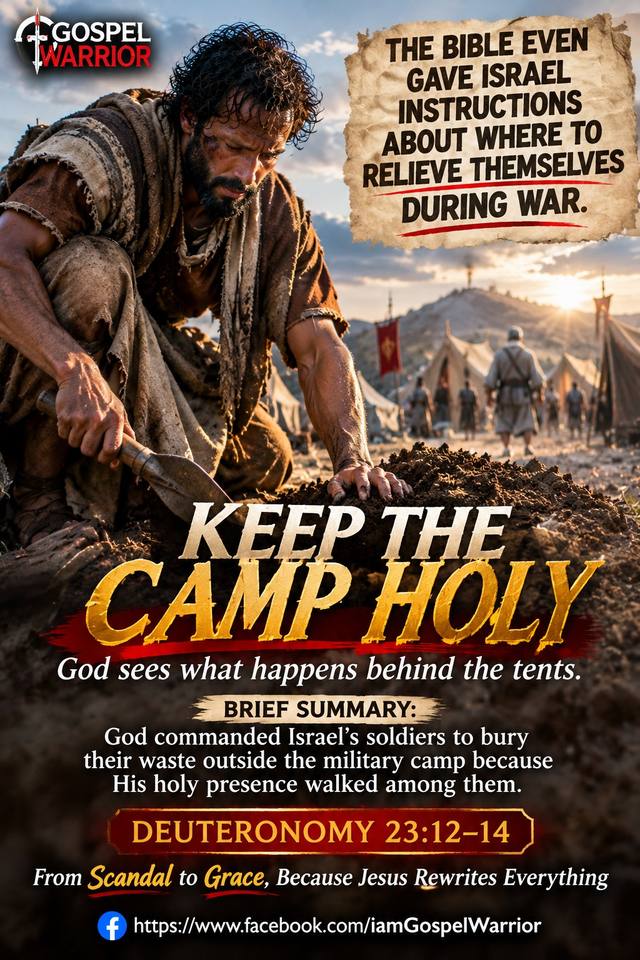 GOSPEL
WARRIOR
THE BIBLE EVEN
GAVE ISRAEL
INSTRUCTIONS
ABOUT WHERE TO
RELIEVE THEMSELVES
DURING WAR.
KEEP THE
CAMP HOLY
God sees what happens behind the tents.
BRIEF SUMMARY:
God commanded Israel's soldiers to bury
their waste outside the military camp because
His holy presence walked among them.
DEUTERONOMY 23:12–14
From Scandal to Grace, Because Jesus Rewrites Everything
https://www.facebook.com/iamGospelWarrior